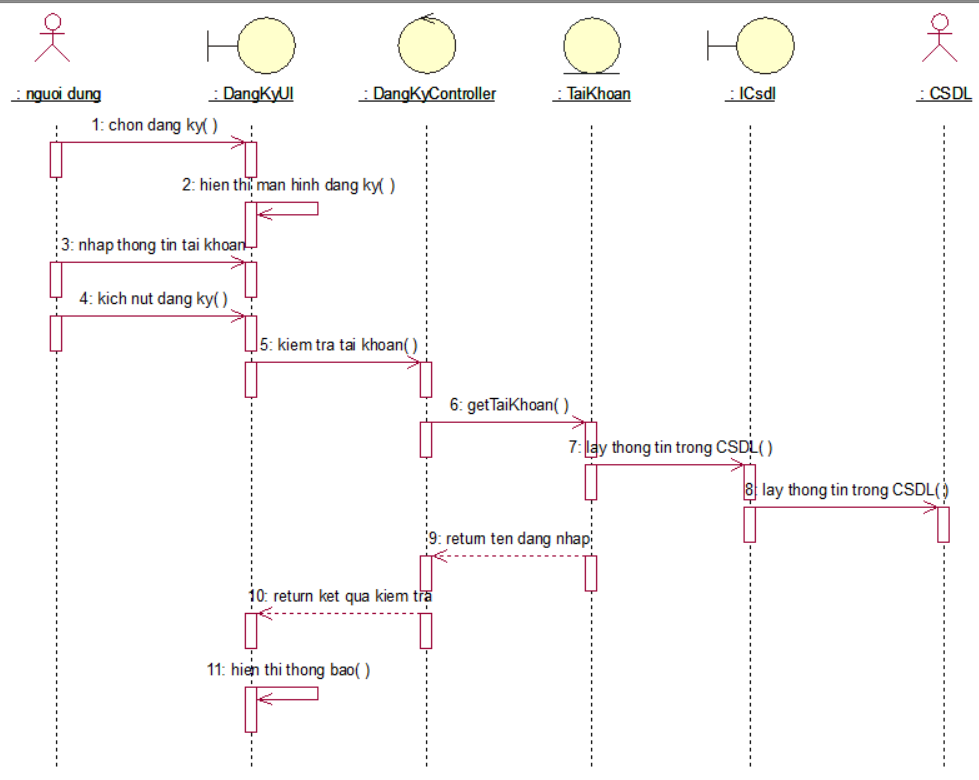 : nguoi dung
: DangKyUI
: DangKyController
: TaiKhoan
: ICsdl
: CSDL
1: chon dang ky( )
2: hien thi man hinh dang ky( )
3: nhap thong tin tai khoan
4: kich nut dang ky( )
5: kiem tra tai khoan( )
6: getTaiKhoan( )
7: lay thong tin trong CSDL( )
8: lay thong tin trong CSDL( )
9: return ten dang nhap
10: return ket qua kiem tra
11: hien thi thong bao( )